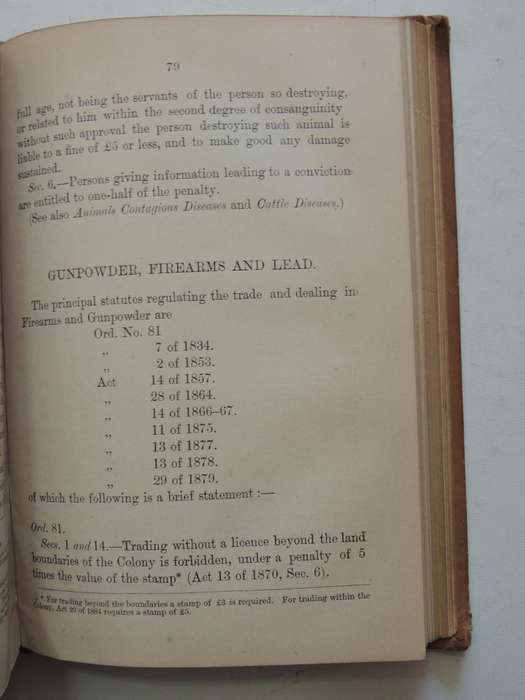 79
full age, not being the servants of the person so destroying,
or related to him within the second degree of consanguinity
without such approval the person destroying such animal is
liable to a fine of £5 or less, and to make good any damage
sustained.
Sec. 6.—Persons giving information leading to a conviction
are entitled to one-half of the penalty.
(See also Animals Contagious Diseases and Cattle Diseases.)
GUNPOWDER, FIREARMS AND LEAD.
The principal statutes regulating the trade and dealing in
Firearms and Gunpowder are
Ord. No. 81
„ 7 of 1834.
„ 2 of 1853.
Act 14 of 1857.
„ 28 of 1864.
„ 14 of 1866–67.
„ 11 of 1875.
„ 13 of 1877.
„ 13 of 1878.
„ 29 of 1879.
of which the following is a brief statement :—
Ord. 81.
Secs. 1 and 14.—Trading without a licence beyond the land
boundaries of the Colony is forbidden, under a penalty of 5
times the value of the stamp* (Act 13 of 1870, Sec. 6).
* For trading beyond the boundaries a stamp of £3 is required. For trading within the
Colony, Act 20 of 1884 requires a stamp of £5.